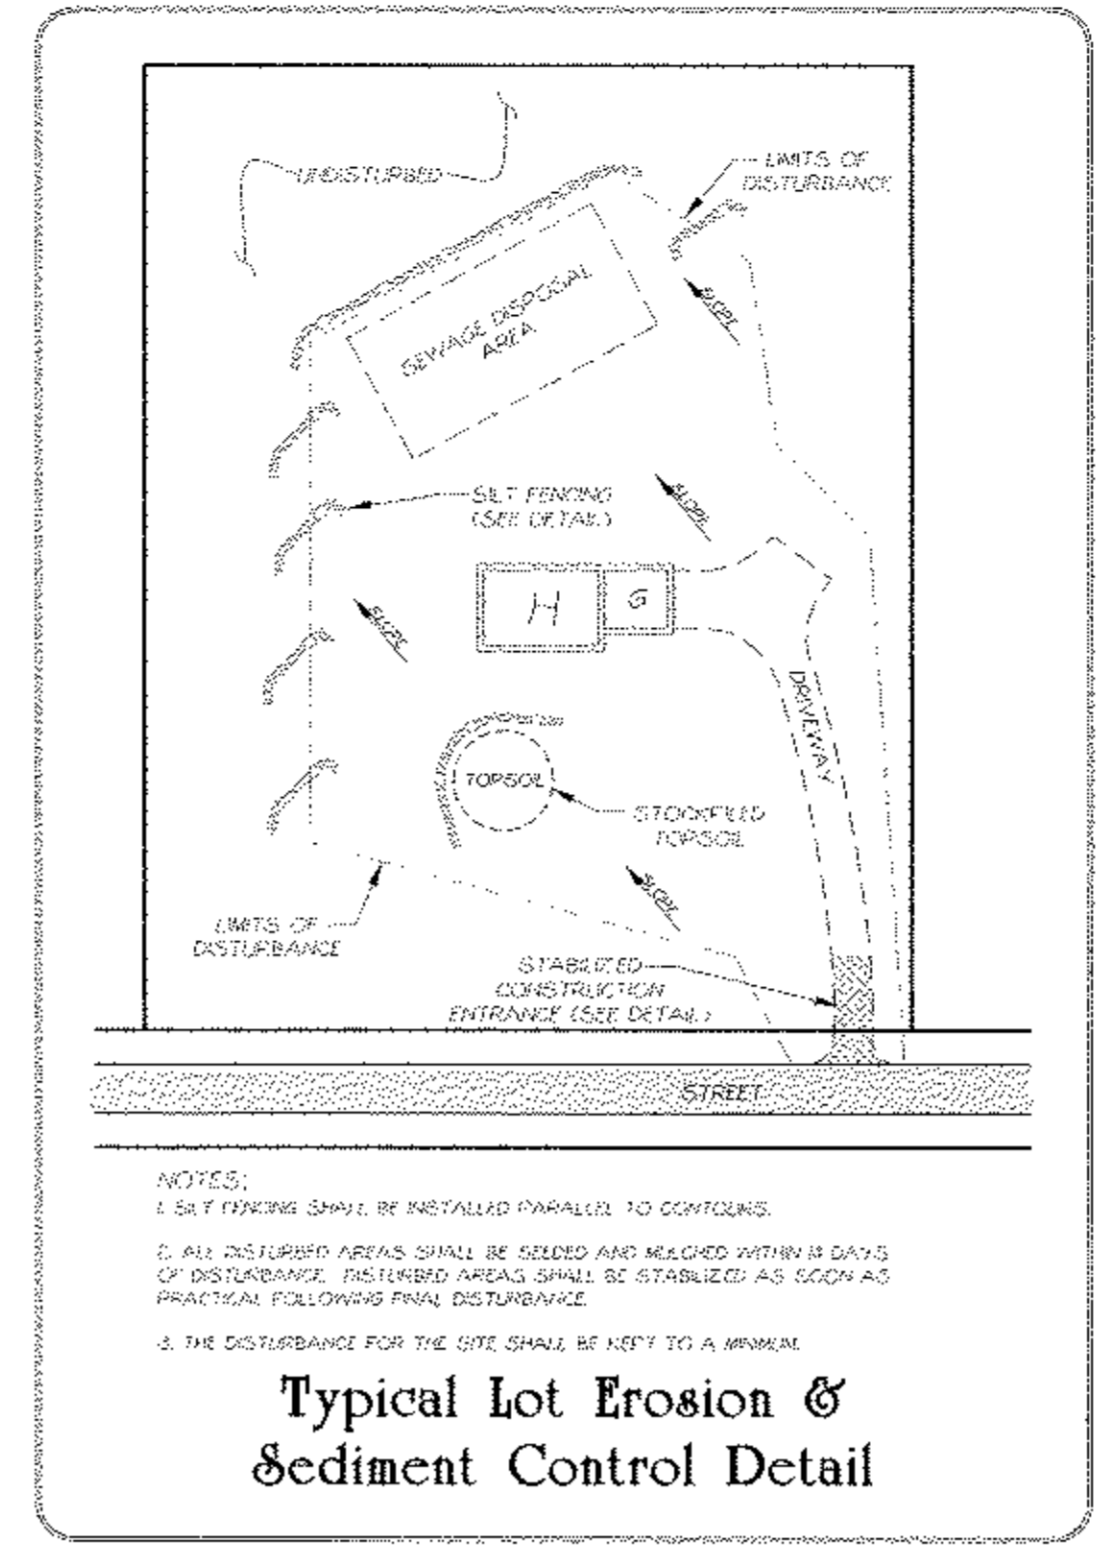 UNDISTURBED
LIMITS OF
DISTURBANCE
SLOPE
SEWAGE DISPOSAL
AREA
SILT FENCING
(SEE DETAIL)
SLOPE
H
G
SLOPE
DRIVEWAY
TOPSOIL
STOCKPILED
TOPSOIL
SLOPE
LIMITS OF
DISTURBANCE
STABILIZED
CONSTRUCTION
ENTRANCE (SEE DETAIL)
STREET
NOTES:
1. SILT FENCING SHALL BE INSTALLED PARALLEL TO CONTOURS.
2. ALL DISTURBED AREAS SHALL BE SEEDED AND MULCHED WITHIN DAYS
OF DISTURBANCE. DISTURBED AREAS SHALL BE STABILIZED AS SOON AS
PRACTICAL FOLLOWING FINAL DISTURBANCE.
3. THE DISTURBANCE FOR THE SITE SHALL BE KEPT TO A MINIMUM.
Typical Lot Erosion &
Sediment Control Detail